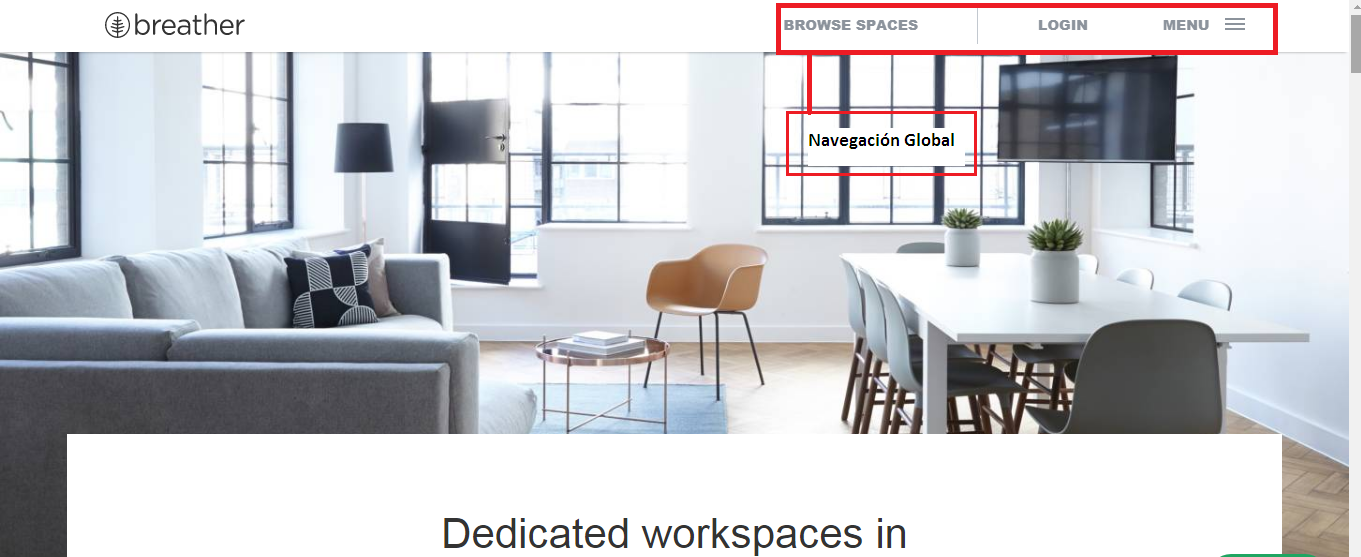 breather
BROWSE SPACES
LOGIN
MENU
Navegación Global
Dedicated workspaces in